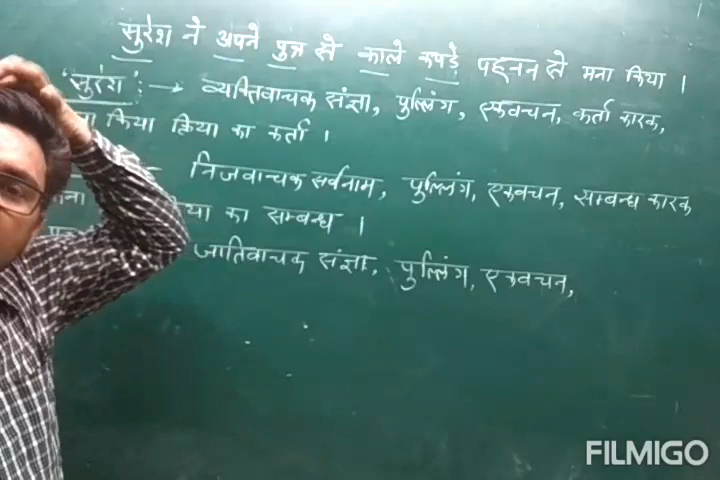 सुरेश ने अपने पुत्र से काले कपड़े पहनने से मना किया ।
'सुरेश' :→ व्यक्तिवाचक संज्ञा, पुल्लिंग, एकवचन, कर्ता कारक,
किया क्रिया का कर्ता ।
निजवाचक सर्वनाम, पुल्लिंग, एकवचन, सम्बन्ध कारक
का सम्बन्ध ।
जातिवाचक संज्ञा, पुल्लिंग, एकवचन,
FILMIGO